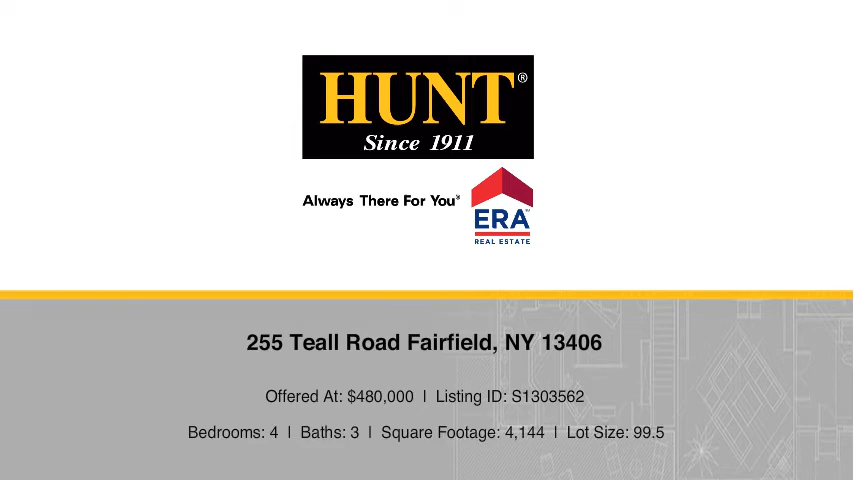 HUNT®
Since 1911
Always There For You®
ERA™
REAL ESTATE
255 Teall Road Fairfield, NY 13406
Offered At: $480,000 | Listing ID: S1303562
Bedrooms: 4 | Baths: 3 | Square Footage: 4,144 | Lot Size: 99.5